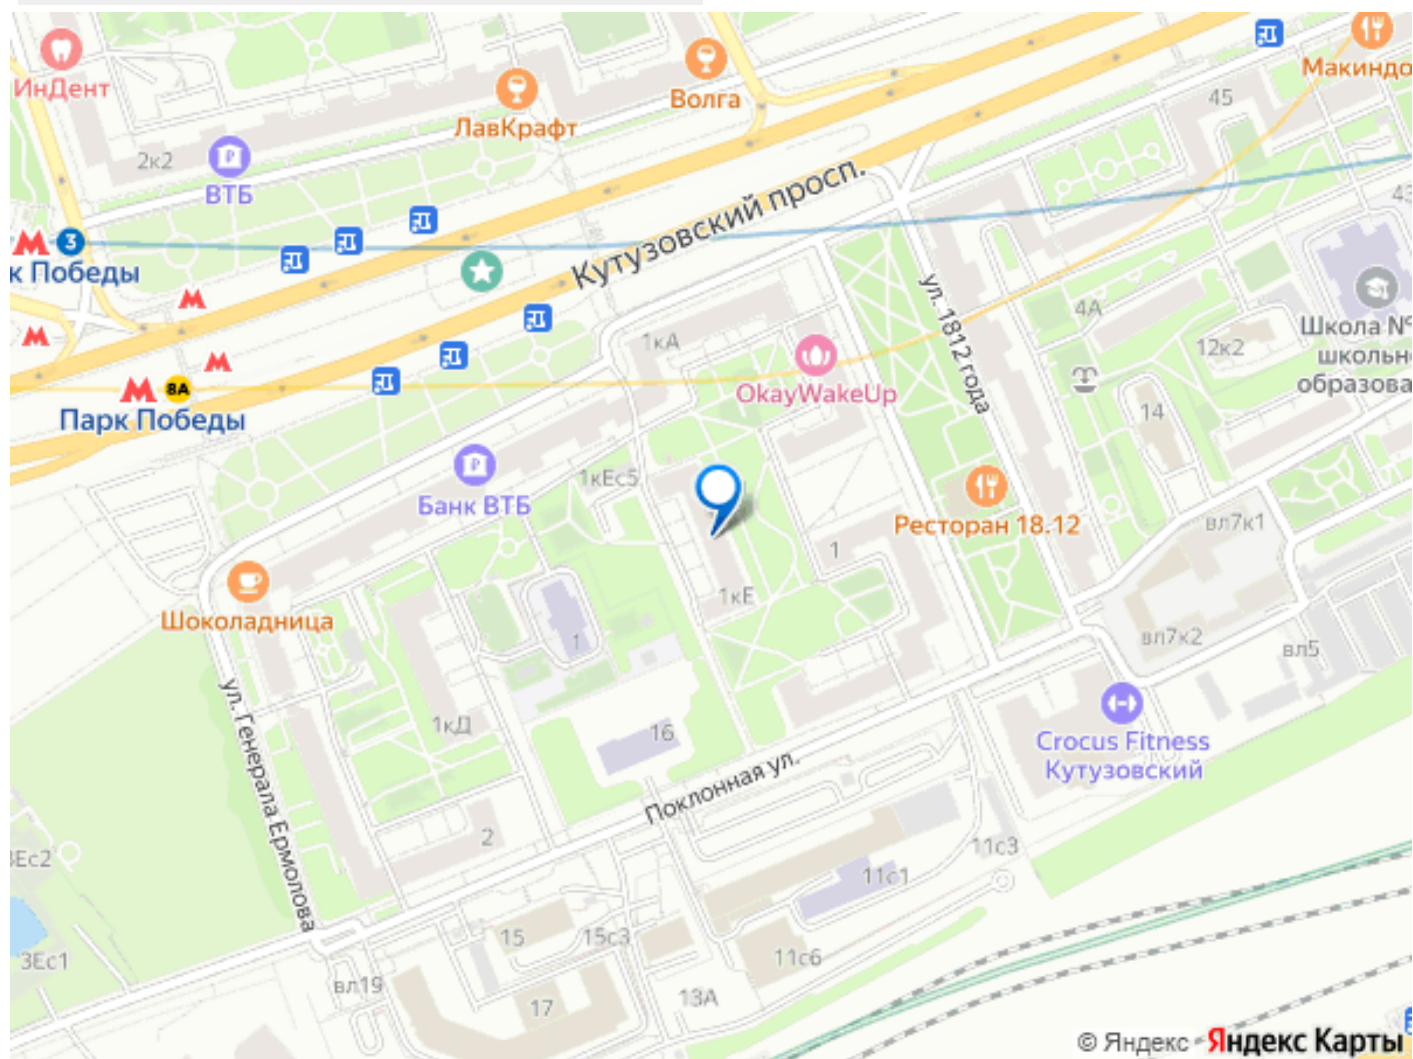 ИнДент
Волга
ЛавКрафт
Макиндо
45
2к2
ВТБ
Кутузовский просп.
43
3
к Победы
ул. 1812 года
4А
1кА
12к2
Школа №
школьн
образова
OkayWakeUp
8А
Парк Победы
14
1кЕс5
Банк ВТБ
Ресторан 18.12
вл7к1
1
1кЕ
Шоколадница
1
вл7к2
вл5
ул. Генерала Ермолова
1кД
16
Crocus Fitness
Кутузовский
Поклонная ул.
2
11с3
3Ес2
11с1
15
15с3
11с6
3Ес1
вл19
17
13А
© Яндекс
Яндекс Карты